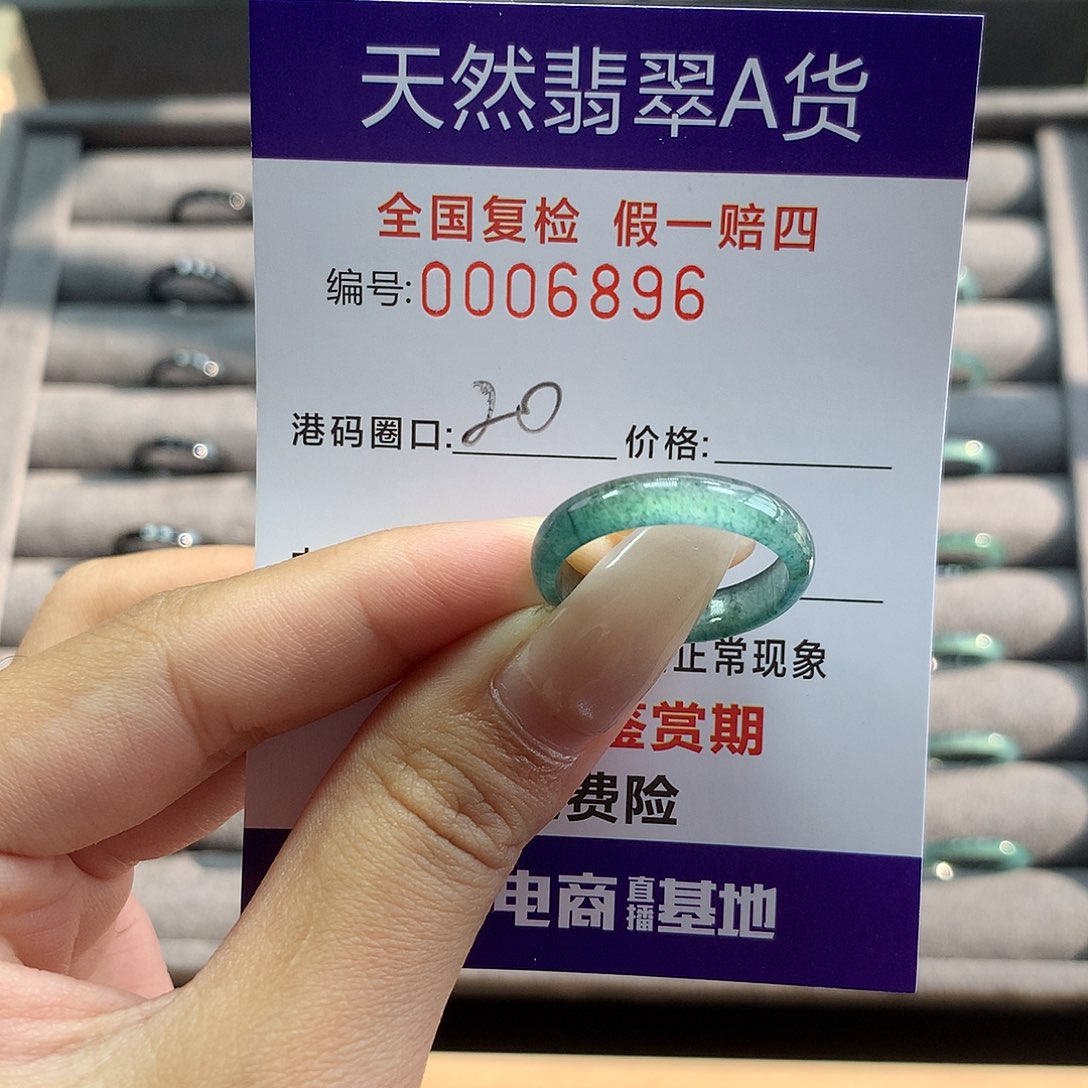 天然翡翠A货
全国复检 假一赔四
编号:0006896
港码圈口:20 价格:
正常现象
鉴赏期
费险
电商直播基地